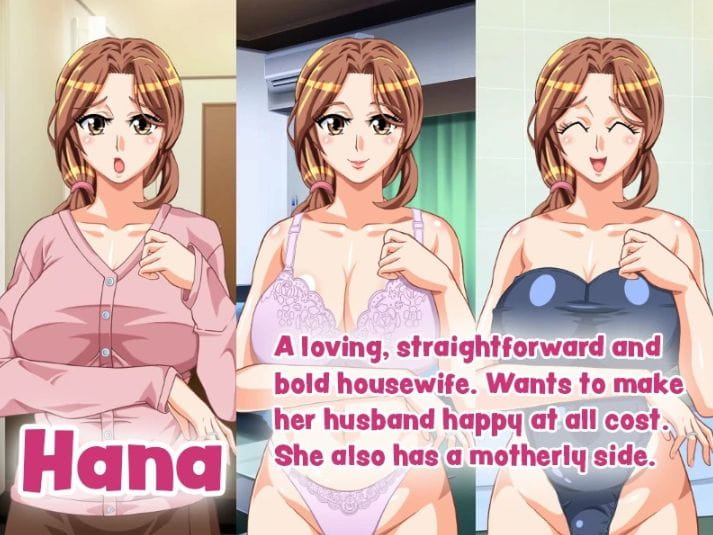 A loving, straightforward and
bold housewife. Wants to make
her husband happy at all cost.
She also has a motherly side.
Hana